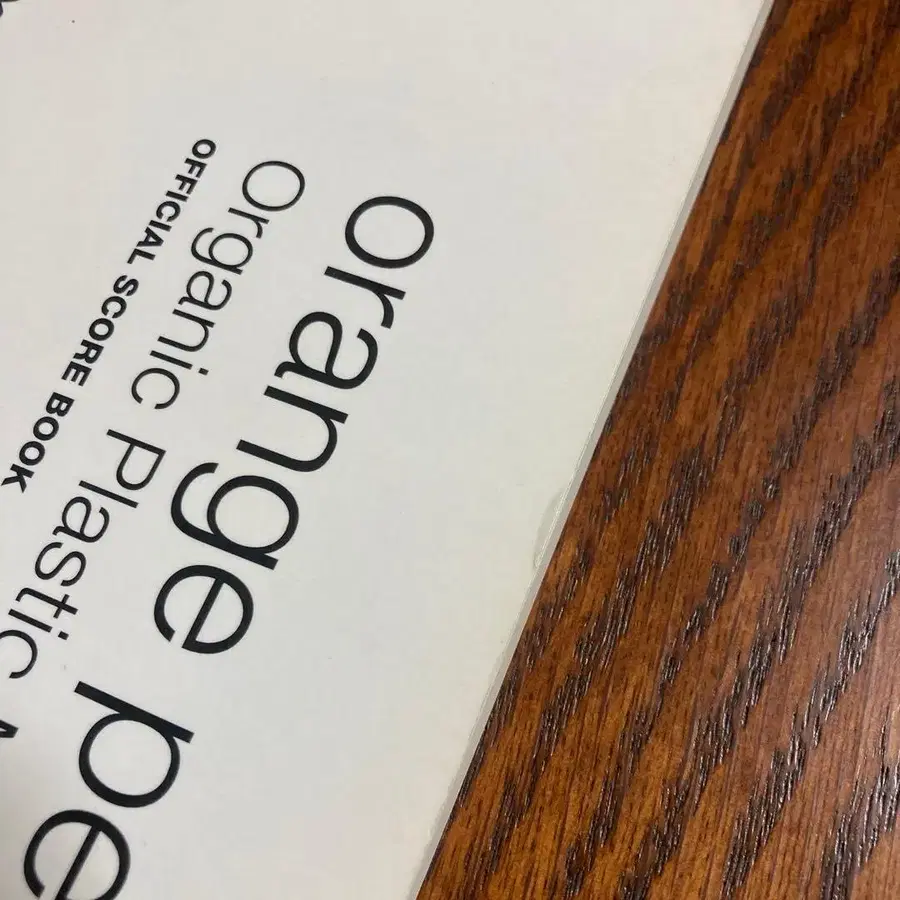 orange pe
Organic Plastic
OFFICIAL SCORE BOOK